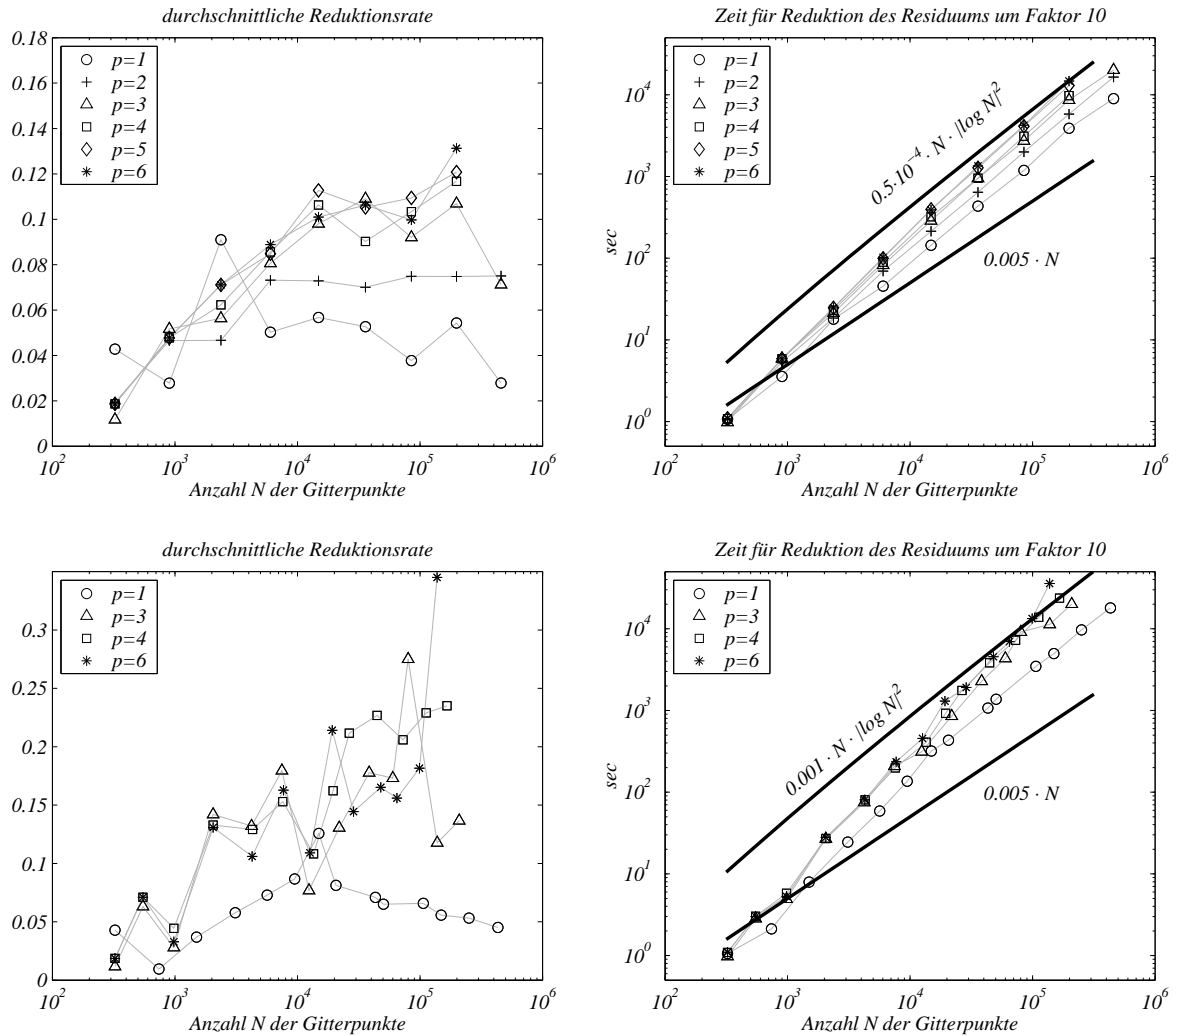 durchschnittliche Reduktionsrate
0.18
0.16
0.14
0.12
0.1
0.08
0.06
0.04
0.02
0
p=1
p=2
p=3
p=4
p=5
p=6
10^2 10^3 10^4 10^5 10^6
Anzahl N der Gitterpunkte
Zeit für Reduktion des Residuums um Faktor 10
10^4
10^3
10^2
10^1
10^0
sec
p=1
p=2
p=3
p=4
p=5
p=6
0.5·10^-4 · N · |log N|^2
0.005 · N
10^2 10^3 10^4 10^5 10^6
Anzahl N der Gitterpunkte
durchschnittliche Reduktionsrate
0.3
0.25
0.2
0.15
0.1
0.05
0
p=1
p=3
p=4
p=6
10^2 10^3 10^4 10^5 10^6
Anzahl N der Gitterpunkte
Zeit für Reduktion des Residuums um Faktor 10
10^4
10^3
10^2
10^1
10^0
sec
p=1
p=3
p=4
p=6
0.001 · N · |log N|^2
0.005 · N
10^2 10^3 10^4 10^5 10^6
Anzahl N der Gitterpunkte